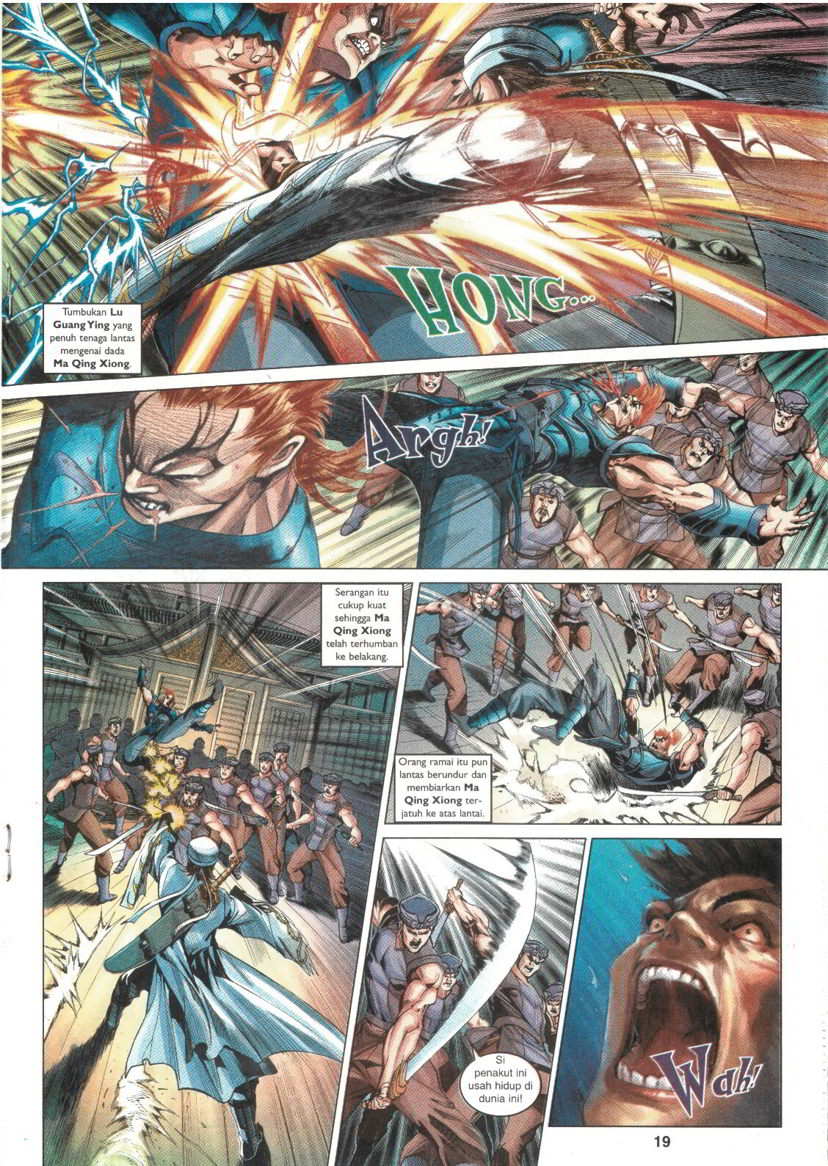 HONG...
Tumbukan Lu
Guang Ying yang
penuh tenaga lantas
mengenai dada
Ma Qing Xiong.
Argh!
Serangan itu
cukup kuat
sehingga Ma
Qing Xiong
telah terhumban
ke belakang.
Orang ramai itu pun
lantas berundur dan
membiarkan Ma
Qing Xiong ter-
jatuh ke atas lantai.
Si
penakut ini
usah hidup di
dunia ini!
Wah!
19